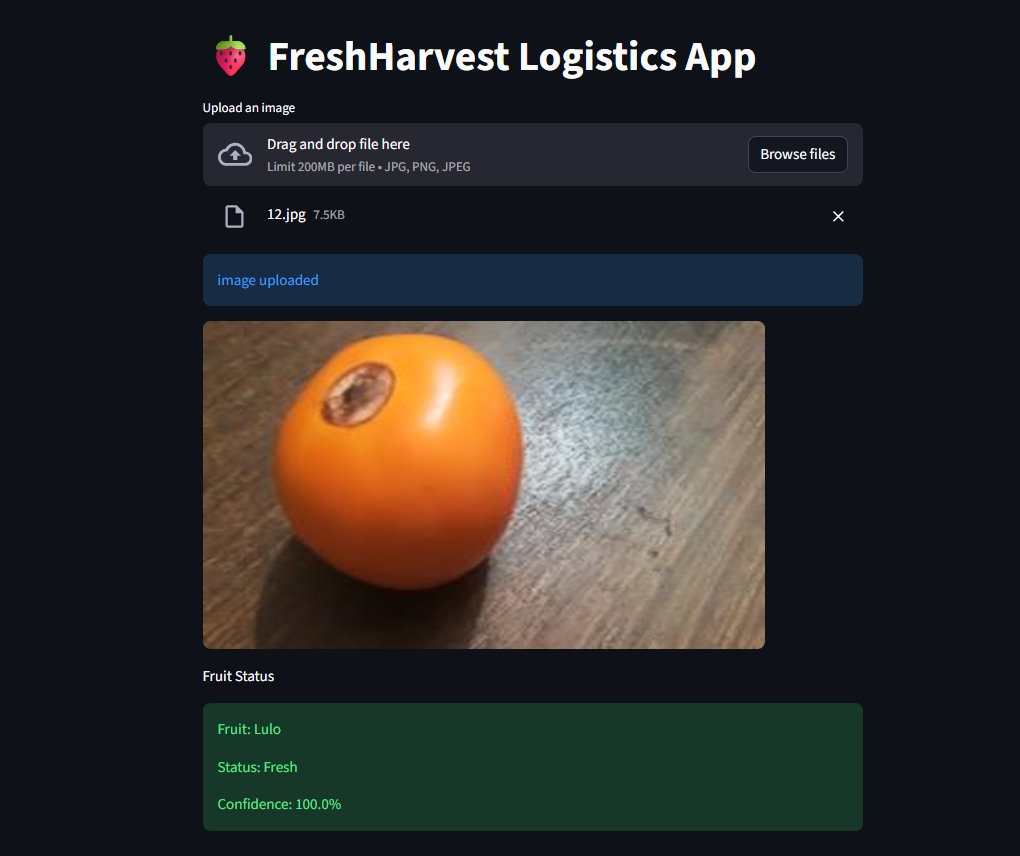 FreshHarvest Logistics App
Upload an image
Drag and drop file here
Limit 200MB per file • JPG, PNG, JPEG
Browse files
12.jpg 7.5KB
image uploaded
Fruit Status
Fruit: Lulo
Status: Fresh
Confidence: 100.0%